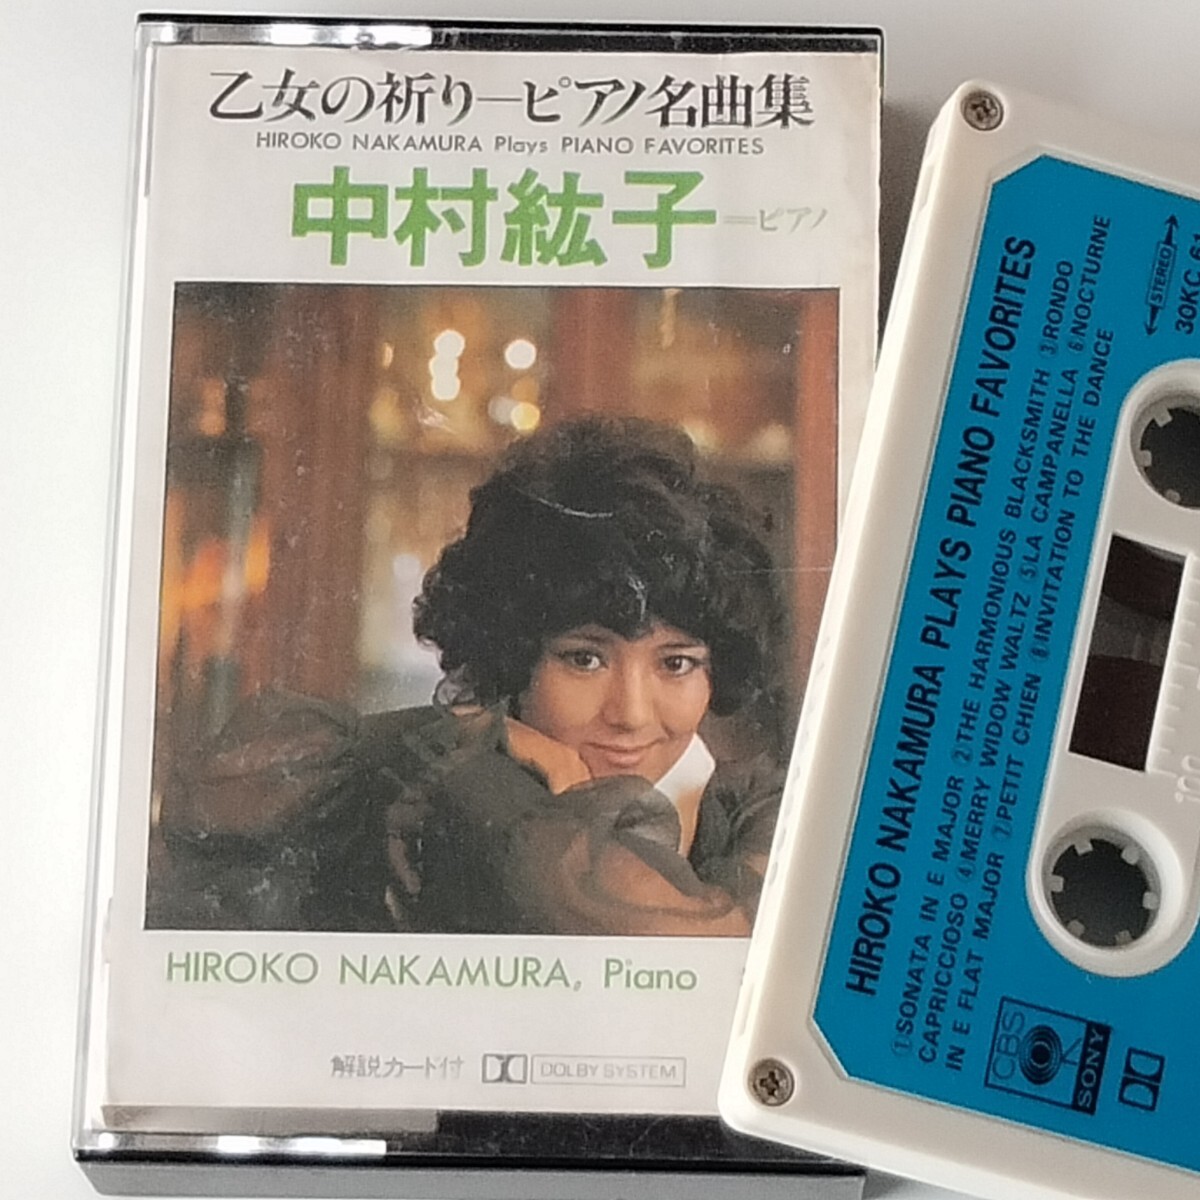 乙女の祈り—ピアノ名曲集
HIROKO NAKAMURA Plays PIANO FAVORITES
中村紘子=ピアノ
HIROKO NAKAMURA, Piano
解説カード付 DOLBY SYSTEM
HIROKO NAKAMURA PLAYS PIANO FAVORITES
①SONATA IN E MAJOR ②THE HARMONIOUS BLACKSMITH ③RONDO
CAPRICCIOSO ④MERRY WIDOW WALTZ ⑤LA CAMPANELLA ⑥NOCTURNE
IN E FLAT MAJOR ⑦PETIT CHIEN ⑧INVITATION TO THE DANCE
STEREO
30KC 61
CBS
SONY
100